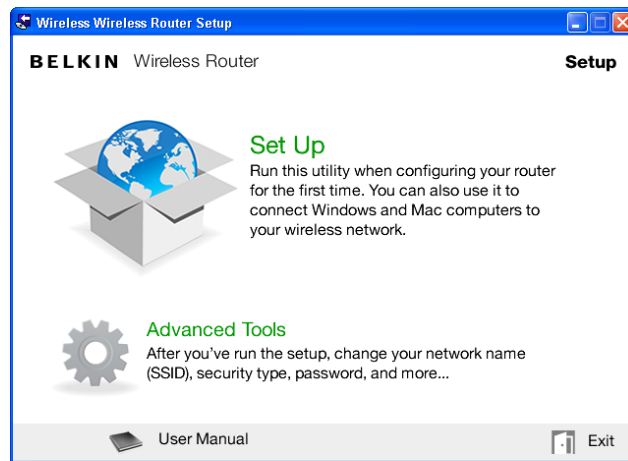 Wireless Wireless Router Setup
BELKIN Wireless Router
Setup
Set Up
Run this utility when configuring your router
for the first time. You can also use it to
connect Windows and Mac computers to
your wireless network.
Advanced Tools
After you've run the setup, change your network name
(SSID), security type, password, and more...
User Manual
Exit